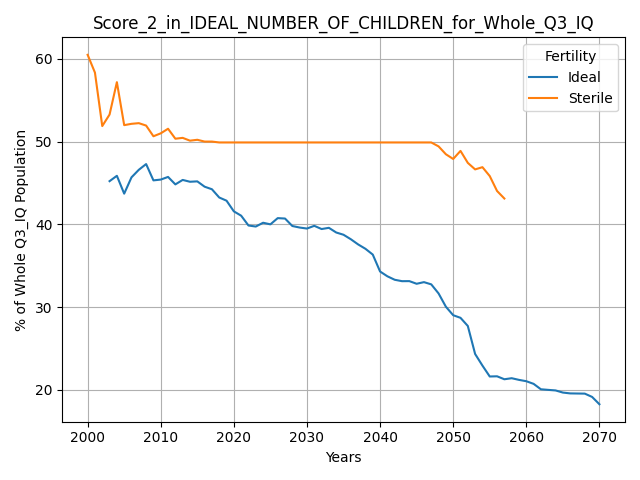 Score_2_in_IDEAL_NUMBER_OF_CHILDREN_for_Whole_Q3_IQ
Fertility
Ideal
Sterile
% of Whole Q3_IQ Population
60
50
40
30
20
2000 2010 2020 2030 2040 2050 2060 2070
Years